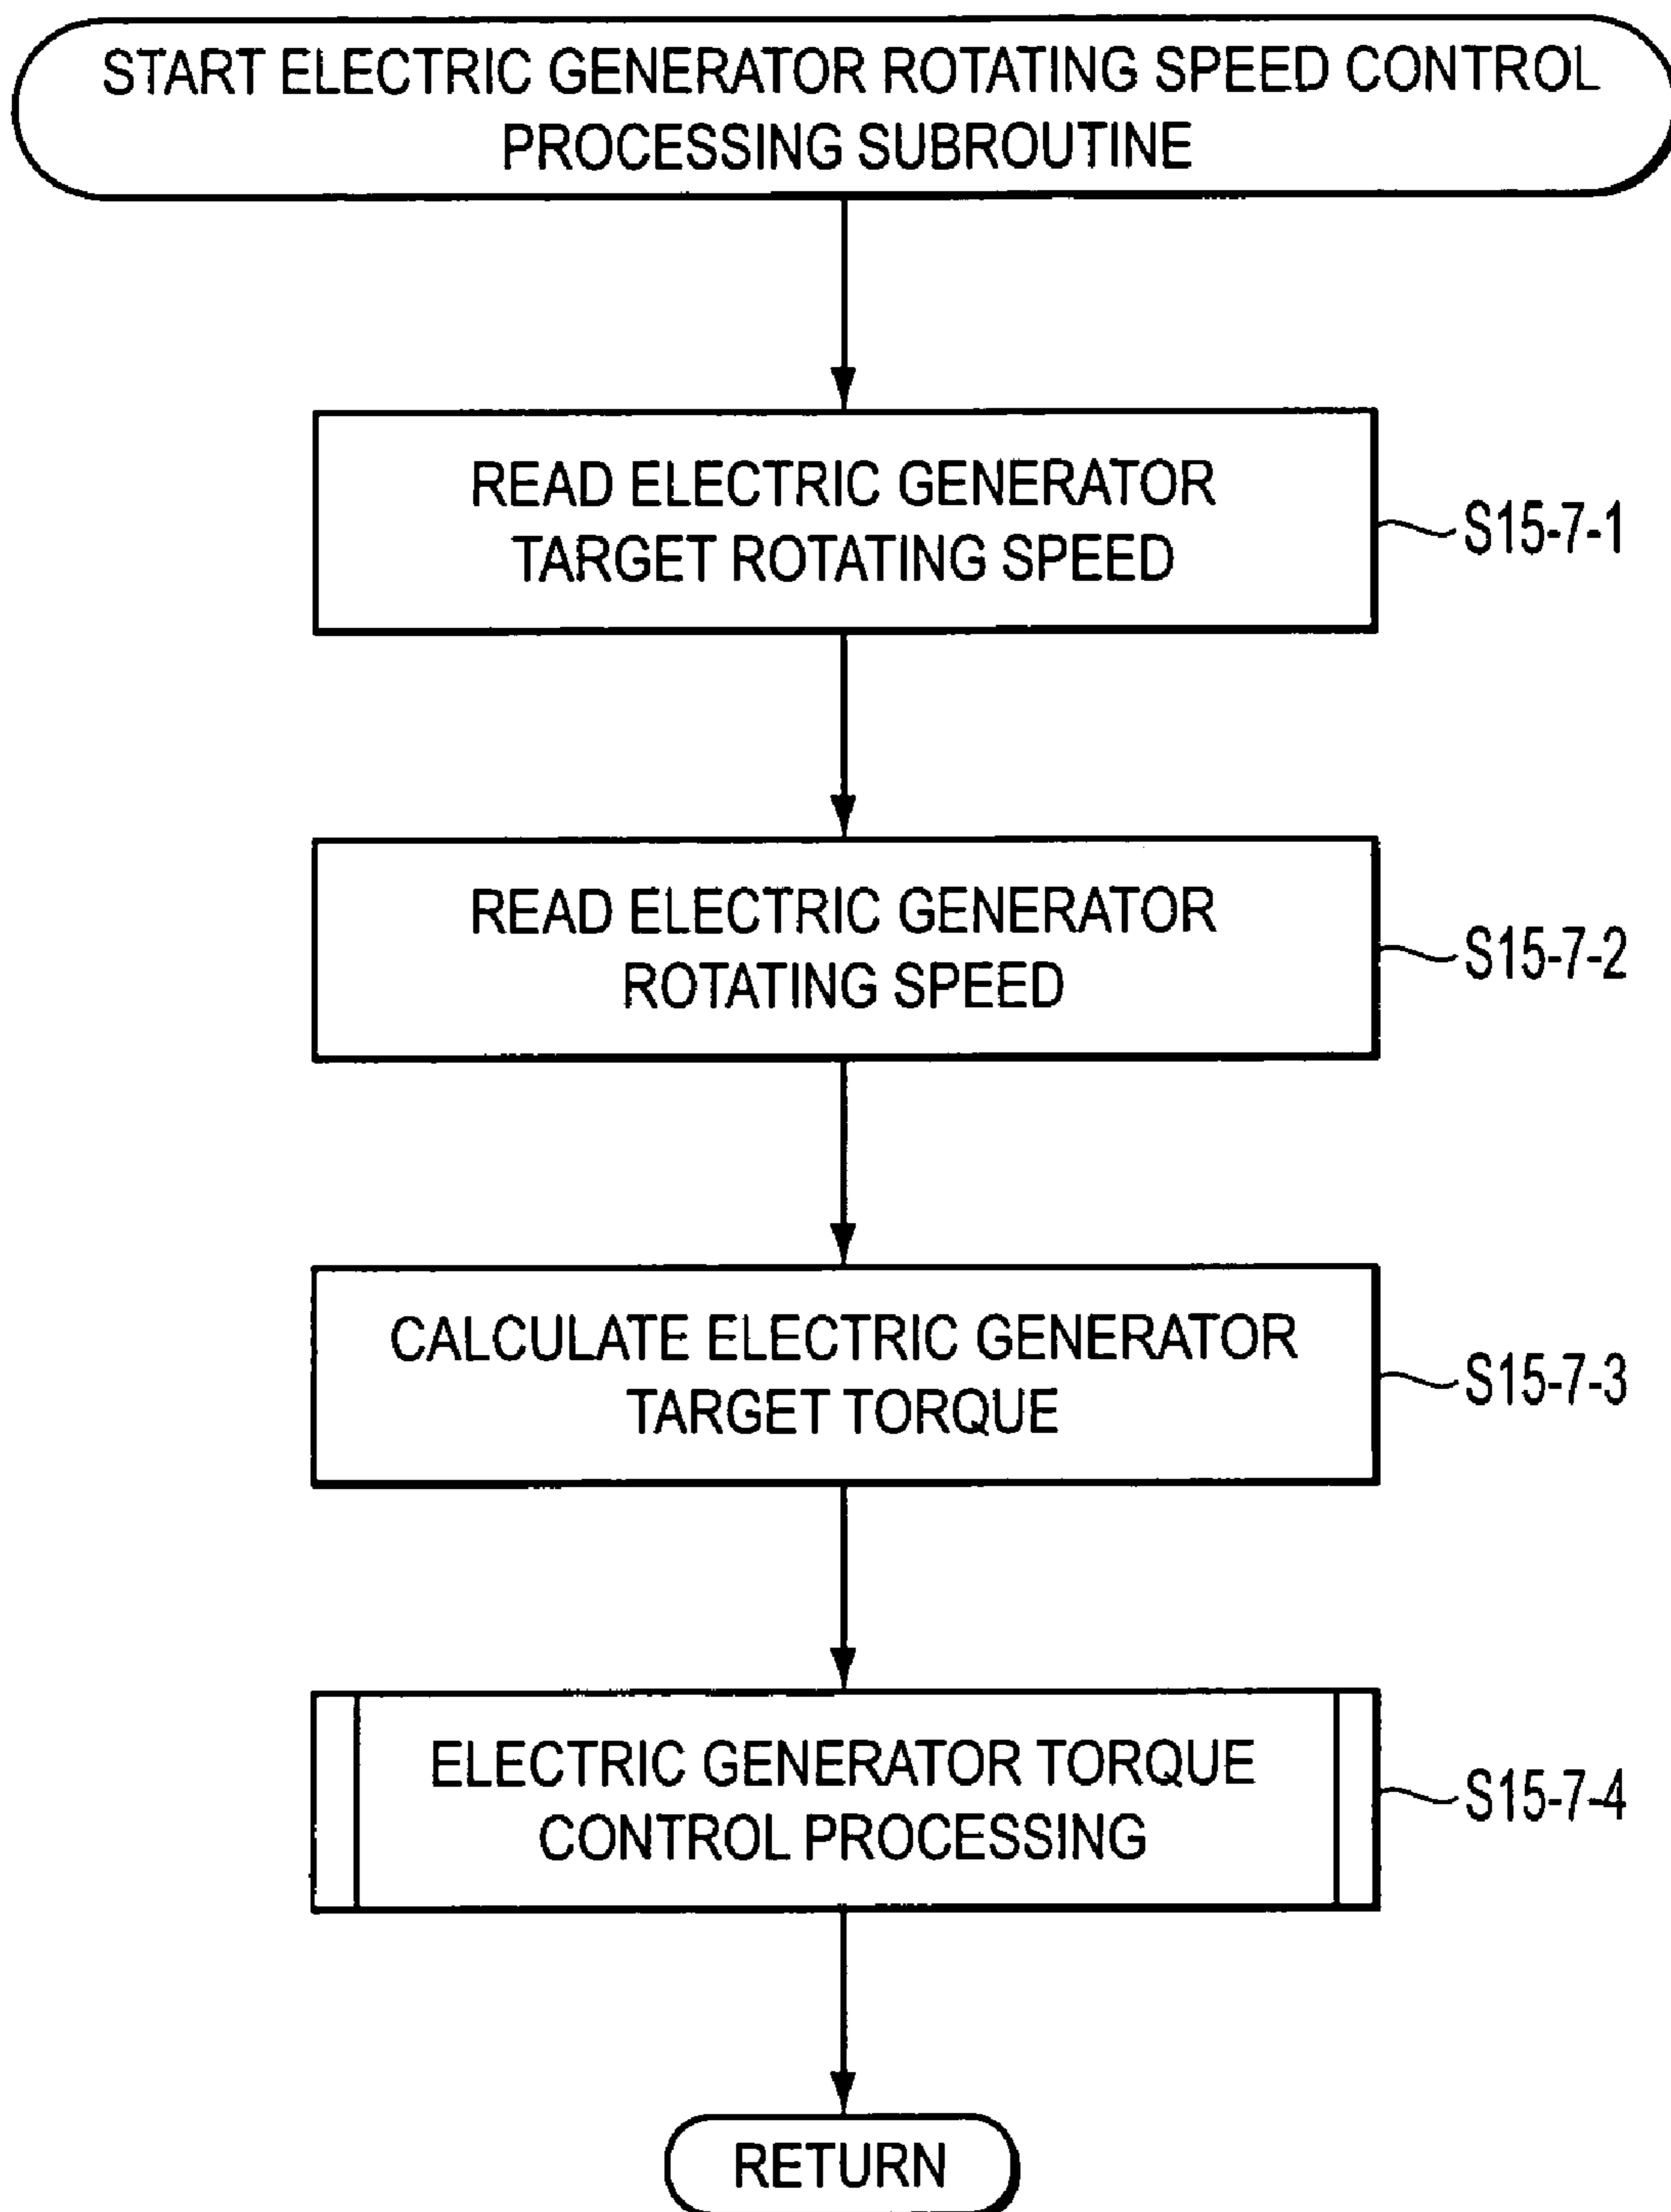 START ELECTRIC GENERATOR ROTATING SPEED CONTROL
PROCESSING SUBROUTINE
READ ELECTRIC GENERATOR
TARGET ROTATING SPEED
S15-7-1
READ ELECTRIC GENERATOR
ROTATING SPEED
S15-7-2
CALCULATE ELECTRIC GENERATOR
TARGET TORQUE
S15-7-3
ELECTRIC GENERATOR TORQUE
CONTROL PROCESSING
S15-7-4
RETURN